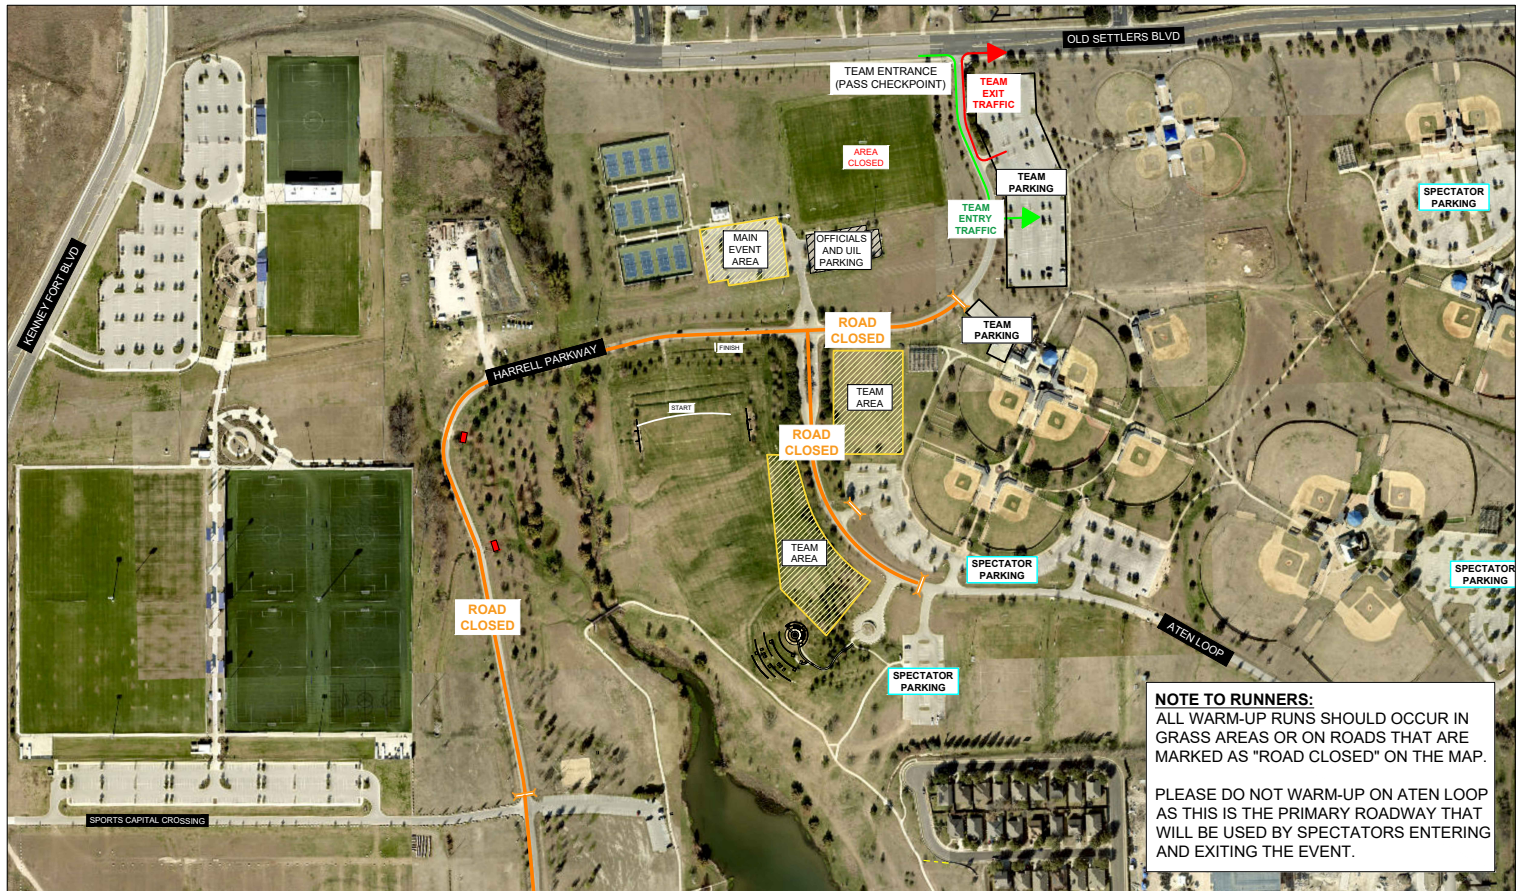 OLD SETTLERS BLVD
TEAM ENTRANCE
(PASS CHECKPOINT)
TEAM
EXIT
TRAFFIC
AREA
CLOSED
TEAM
PARKING
SPECTATOR
PARKING
TEAM
ENTRY
TRAFFIC
MAIN
EVENT
AREA
OFFICIALS
AND UIL
PARKING
KENNEY FORT BLVD
ROAD
CLOSED
TEAM
PARKING
HARRELL PARKWAY
FINISH
TEAM
AREA
START
ROAD
CLOSED
TEAM
AREA
SPECTATOR
PARKING
SPECTATOR
PARKING
ROAD
CLOSED
ATEN LOOP
SPECTATOR
PARKING
NOTE TO RUNNERS:
ALL WARM-UP RUNS SHOULD OCCUR IN
GRASS AREAS OR ON ROADS THAT ARE
MARKED AS "ROAD CLOSED" ON THE MAP.
PLEASE DO NOT WARM-UP ON ATEN LOOP
AS THIS IS THE PRIMARY ROADWAY THAT
WILL BE USED BY SPECTATORS ENTERING
AND EXITING THE EVENT.
SPORTS CAPITAL CROSSING